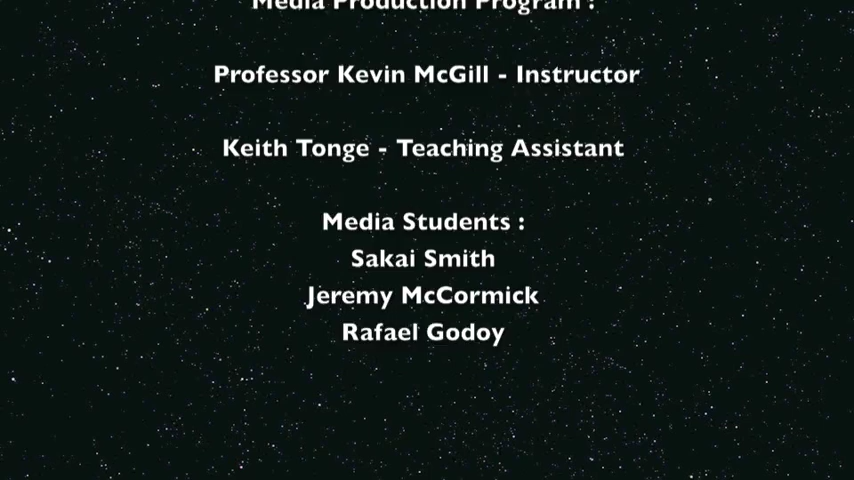 Media Production Program :
Professor Kevin McGill - Instructor
Keith Tonge - Teaching Assistant
Media Students :
Sakai Smith
Jeremy McCormick
Rafael Godoy